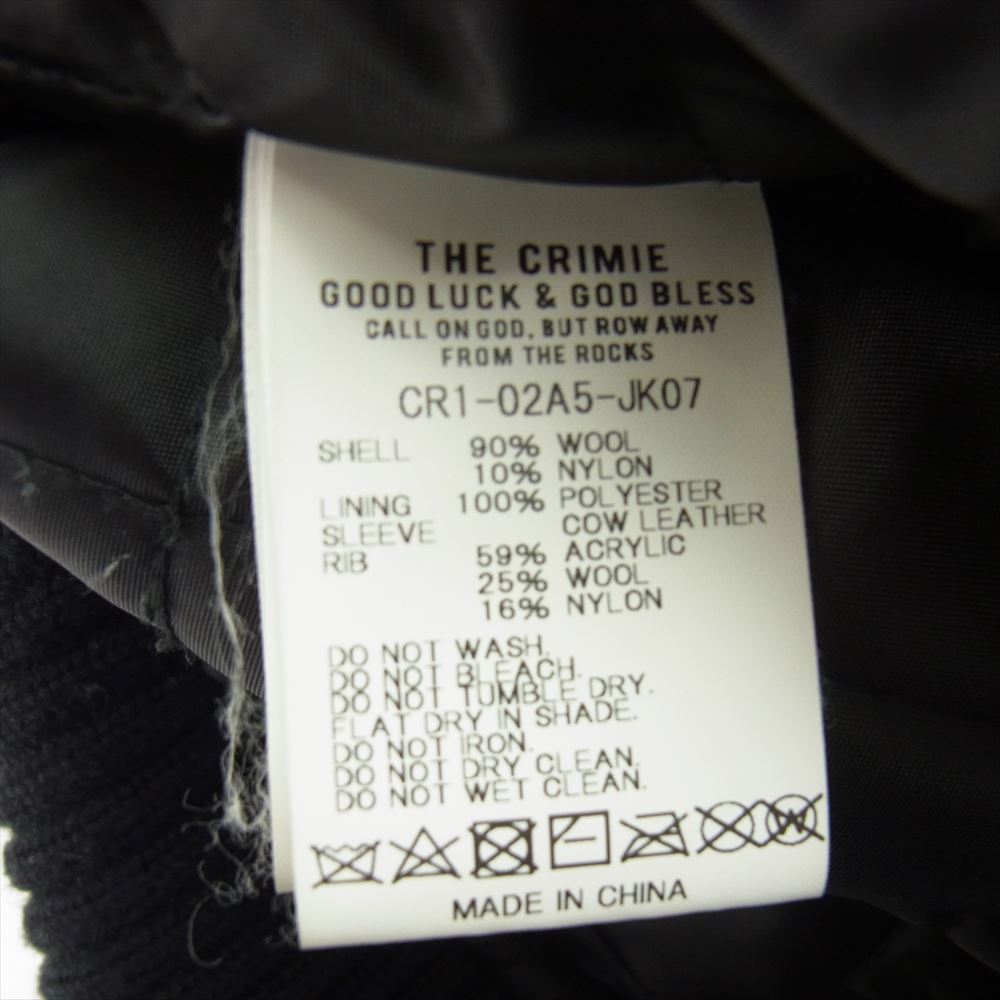 THE CRIMIE
GOOD LUCK & GOD BLESS
CALL ON GOD, BUT ROW AWAY
FROM THE ROCKS
CR1-02A5-JK07
SHELL 90% WOOL
10% NYLON
LINING 100% POLYESTER
SLEEVE COW LEATHER
RIB 59% ACRYLIC
25% WOOL
16% NYLON
DO NOT WASH.
DO NOT BLEACH.
DO NOT TUMBLE DRY.
FLAT DRY IN SHADE.
DO NOT IRON.
DO NOT DRY CLEAN.
DO NOT WET CLEAN.
W
MADE IN CHINA